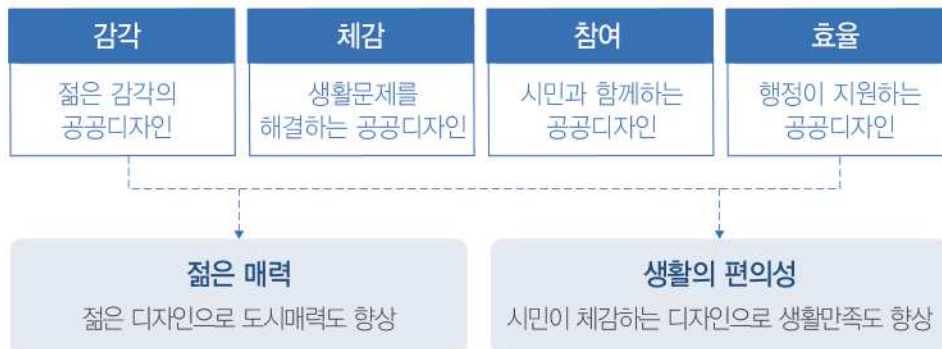 감각
체감
참여
효율
젊은 감각의
공공디자인
생활문제를
해결하는 공공디자인
시민과 함께하는
공공디자인
행정이 지원하는
공공디자인
젊은 매력
젊은 디자인으로 도시매력도 향상
생활의 편의성
시민이 체감하는 디자인으로 생활만족도 향상